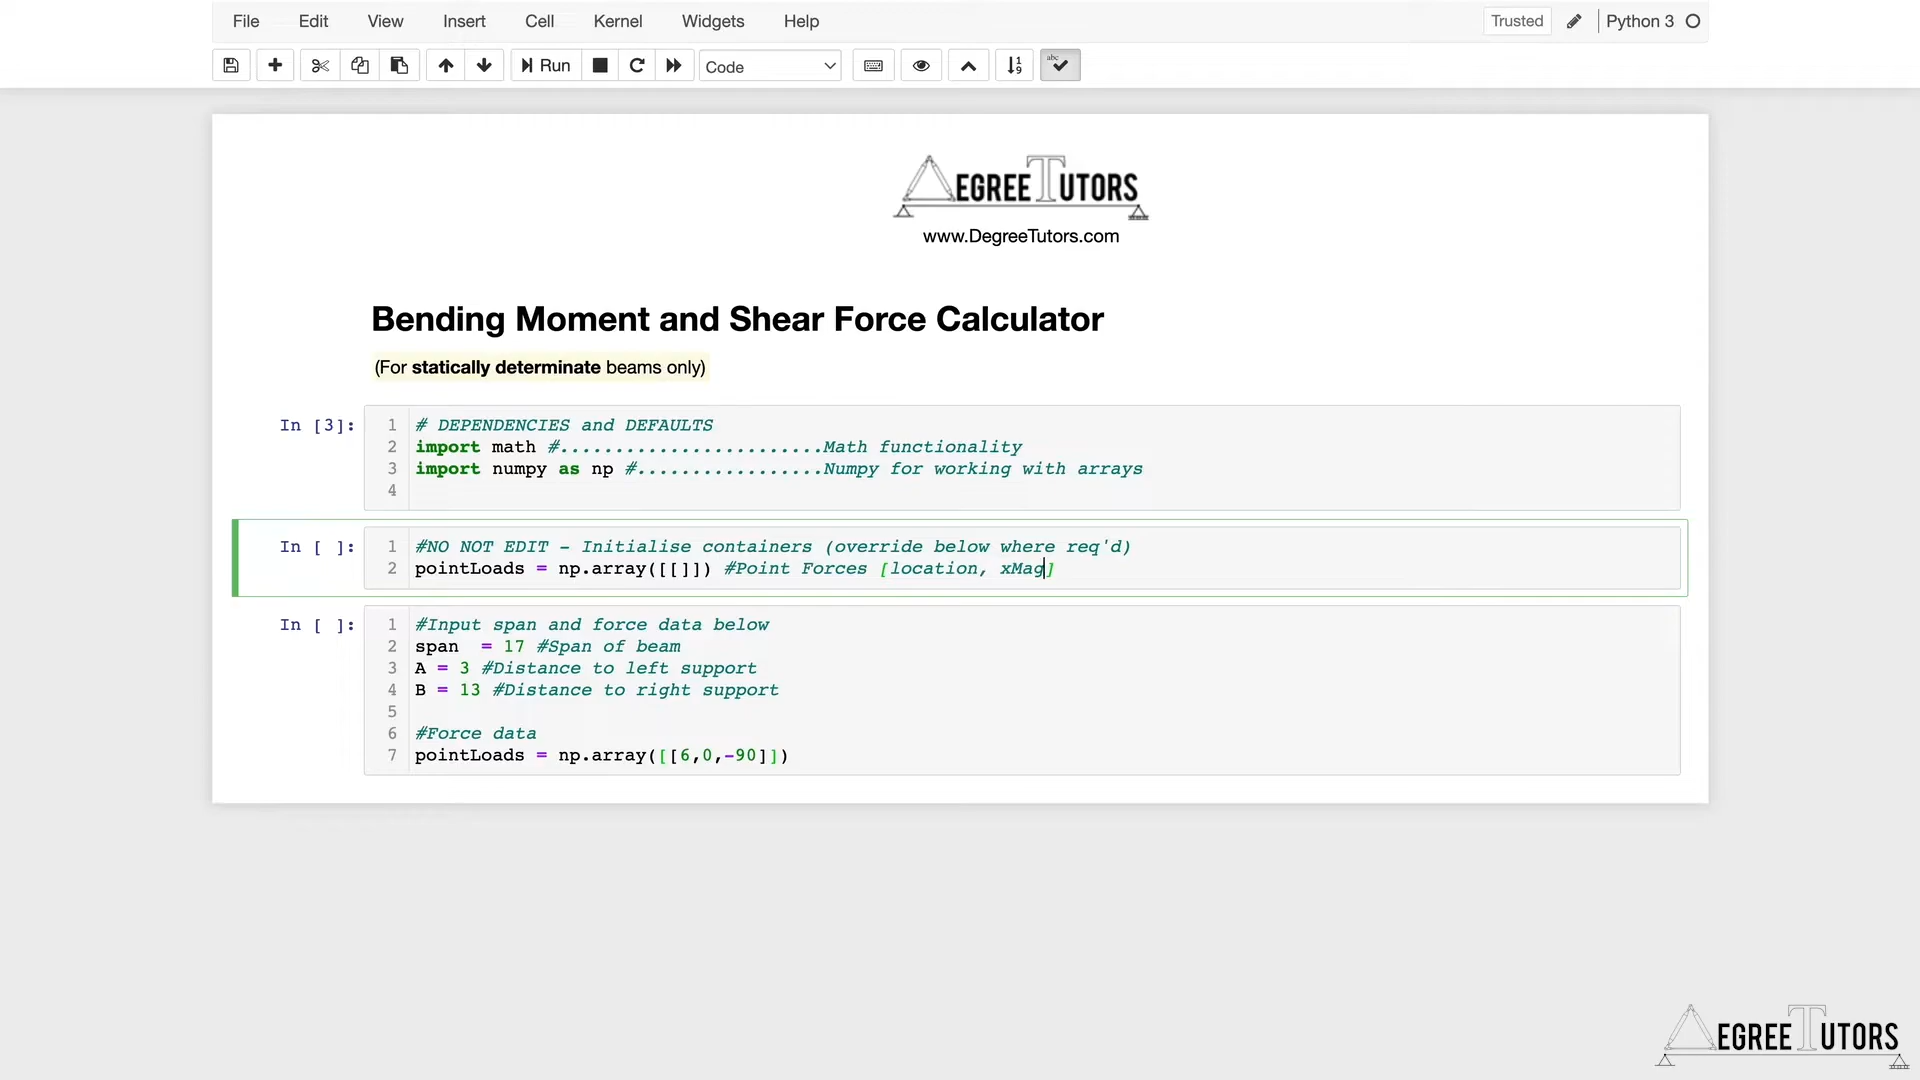 File Edit View Insert Cell Kernel Widgets Help Trusted Python 3
Run Code
DEGREETUTORS
www.DegreeTutors.com
Bending Moment and Shear Force Calculator
(For statically determinate beams only)
In [3]: 1 # DEPENDENCIES and DEFAULTS
2 import math #........................Math functionality
3 import numpy as np #.................Numpy for working with arrays
4
In [ ]: 1 #NO NOT EDIT - Initialise containers (override below where req'd)
2 pointLoads = np.array([[]]) #Point Forces [location, xMag]
In [ ]: 1 #Input span and force data below
2 span  = 17 #Span of beam
3 A = 3 #Distance to left support
4 B = 13 #Distance to right support
5
6 #Force data
7 pointLoads = np.array([[6,0,-90]])
DEGREETUTORS